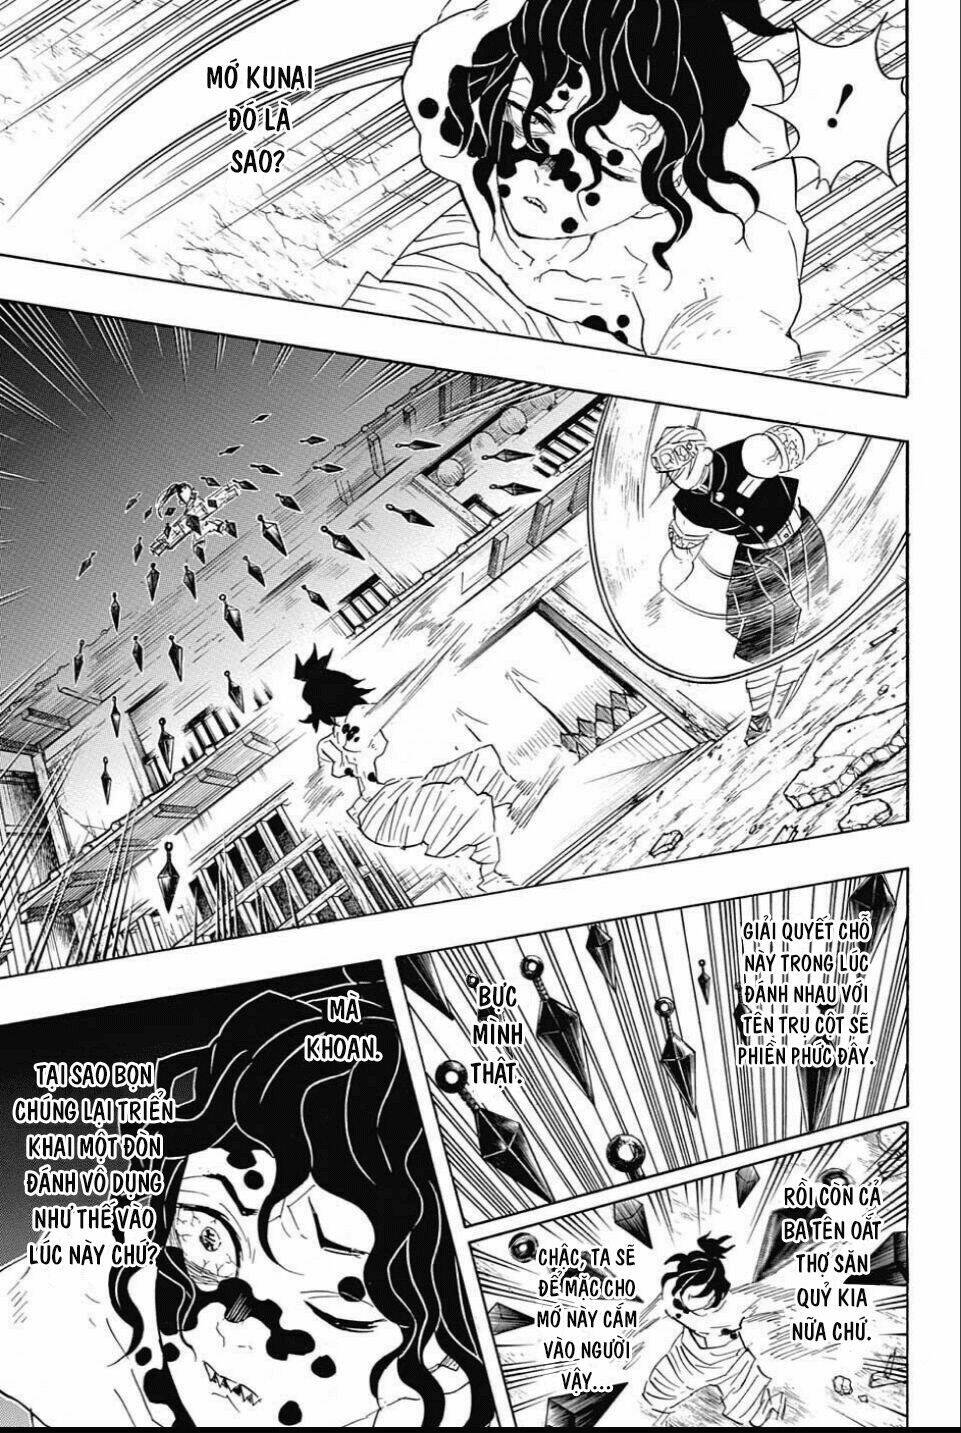 !
MỚ KUNAI
ĐÓ LÀ
SAO?
GIẢI QUYẾT CHỖ
NÀY TRONG LÚC
ĐÁNH NHAU VỚI
TÊN TRỤ CỘT SẼ
PHIỀN PHỨC ĐÂY.
BỰC
MÌNH
THẬT.
RỒI CÒN CẢ
BA TÊN OẮT
THỢ SĂN
QUỶ KIA
NỮA CHỨ.
CHẬC, TA SẼ
ĐỂ MẶC CHO
MỚ NÀY CẮM
VÀO NGƯỜI
VẬY...
MÀ
KHOAN.
TẠI SAO BỌN
CHÚNG LẠI TRIỂN
KHAI MỘT ĐÒN
ĐÁNH VÔ DỤNG
NHƯ THẾ VÀO
LÚC NÀY CHỨ?